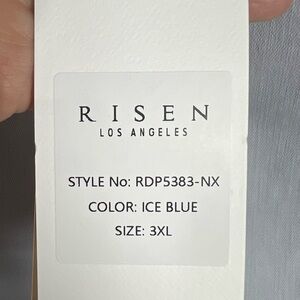 RISEN
LOS ANGELES
STYLE No: RDP5383-NX
COLOR: ICE BLUE
SIZE: 3XL